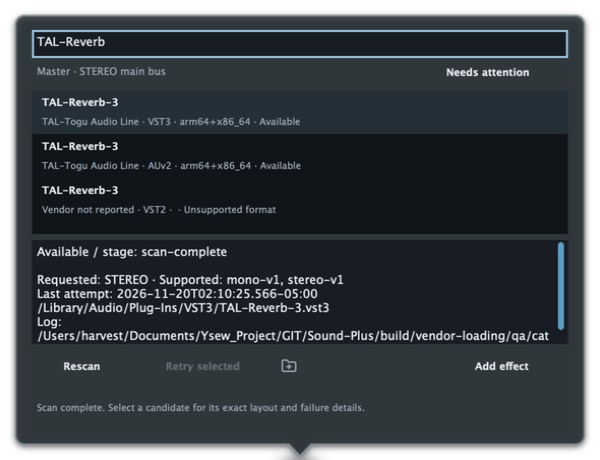 TAL-Reverb
Master · STEREO main bus Needs attention
TAL-Reverb-3
TAL-Togu Audio Line · VST3 · arm64+x86_64 · Available
TAL-Reverb-3
TAL-Togu Audio Line · AUv2 · arm64+x86_64 · Available
TAL-Reverb-3
Vendor not reported · VST2 · · Unsupported format
Available / stage: scan-complete
Requested: STEREO · Supported: mono-v1, stereo-v1
Last attempt: 2026-11-20T02:10:25.566-05:00
/Library/Audio/Plug-Ins/VST3/TAL-Reverb-3.vst3
Log:
/Users/harvest/Documents/Ysew_Project/GIT/Sound-Plus/build/vendor-loading/qa/cat
Rescan Retry selected Add effect
Scan complete. Select a candidate for its exact layout and failure details.